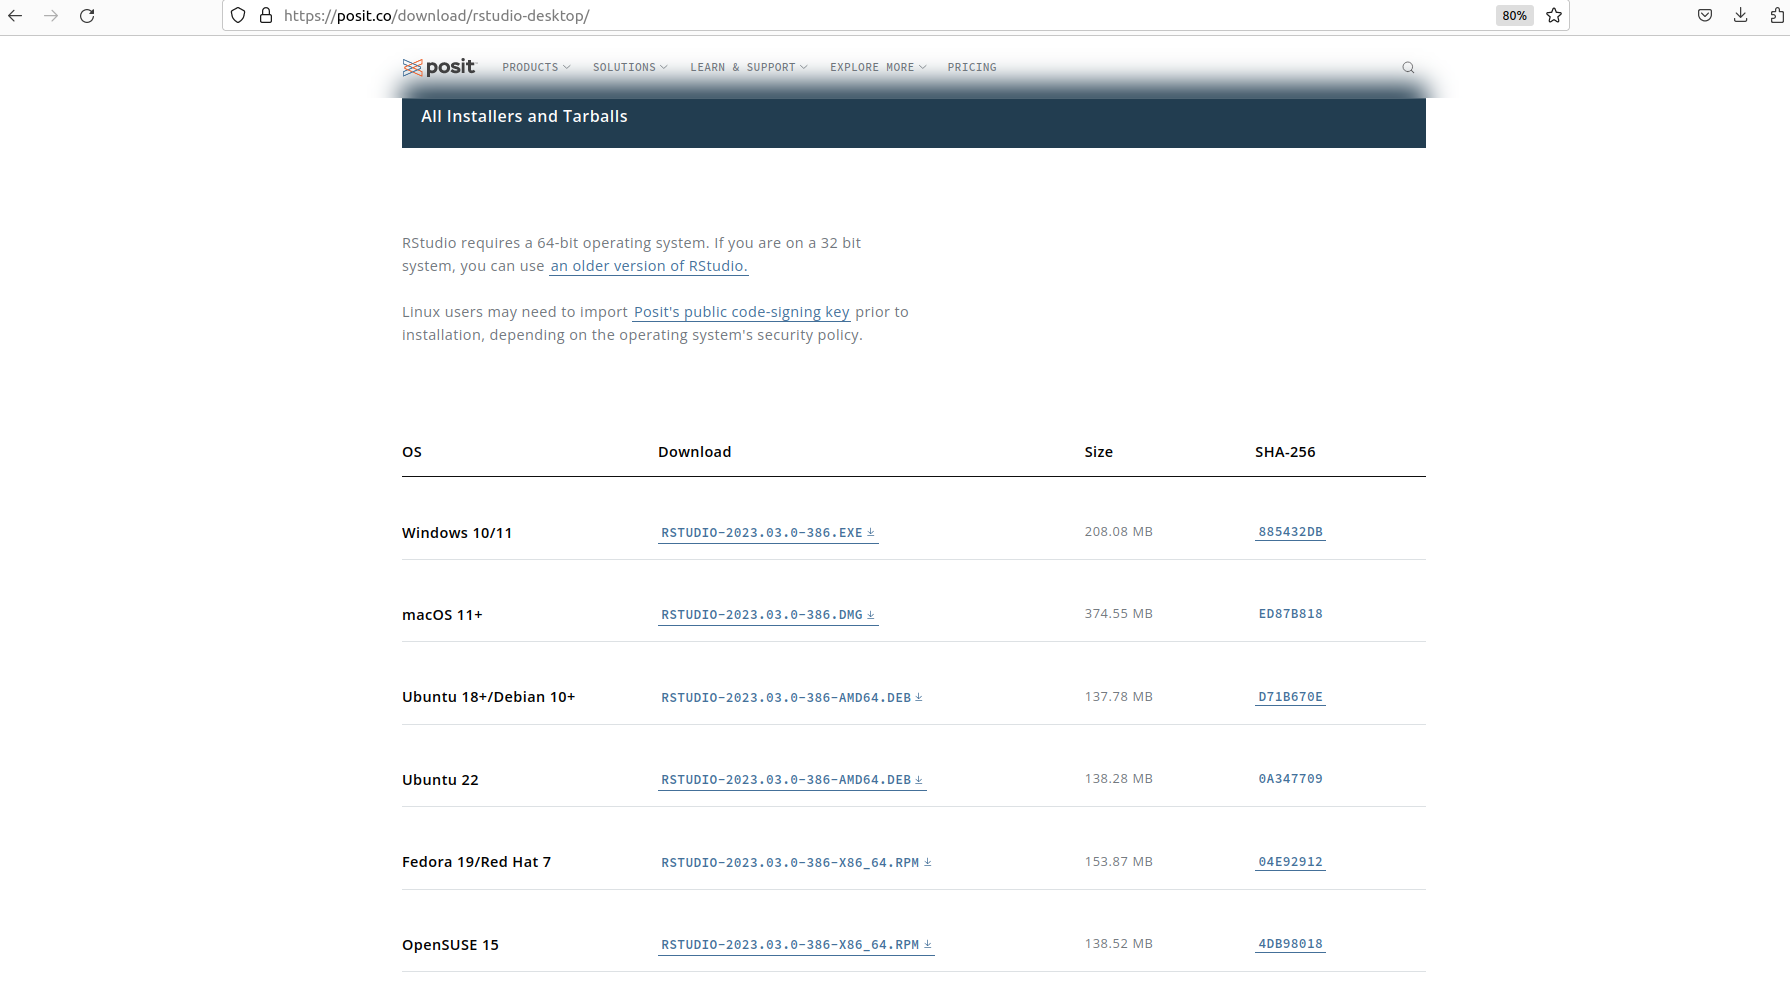 https://posit.co/download/rstudio-desktop/
80%
posit
PRODUCTS
SOLUTIONS
LEARN & SUPPORT
EXPLORE MORE
PRICING
All Installers and Tarballs
RStudio requires a 64-bit operating system. If you are on a 32 bit
system, you can use an older version of RStudio.
Linux users may need to import Posit's public code-signing key prior to
installation, depending on the operating system's security policy.
OS Download Size SHA-256
Windows 10/11 RSTUDIO-2023.03.0-386.EXE 208.08 MB 885432DB
macOS 11+ RSTUDIO-2023.03.0-386.DMG 374.55 MB ED87B818
Ubuntu 18+/Debian 10+ RSTUDIO-2023.03.0-386-AMD64.DEB 137.78 MB D71B670E
Ubuntu 22 RSTUDIO-2023.03.0-386-AMD64.DEB 138.28 MB 0A347709
Fedora 19/Red Hat 7 RSTUDIO-2023.03.0-386-X86_64.RPM 153.87 MB 04E92912
OpenSUSE 15 RSTUDIO-2023.03.0-386-X86_64.RPM 138.52 MB 4DB98018